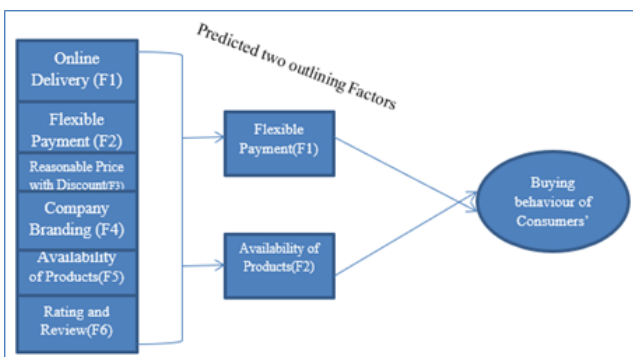 Predicted two outlining Factors
Online
Delivery (F1)
Flexible
Payment (F2)
Reasonable Price
with Discount(F3)
Company
Branding (F4)
Availability
of Products(F5)
Rating and
Review(F6)
Flexible
Payment(F1)
Availability of
Products(F2)
Buying
behaviour of
Consumers’